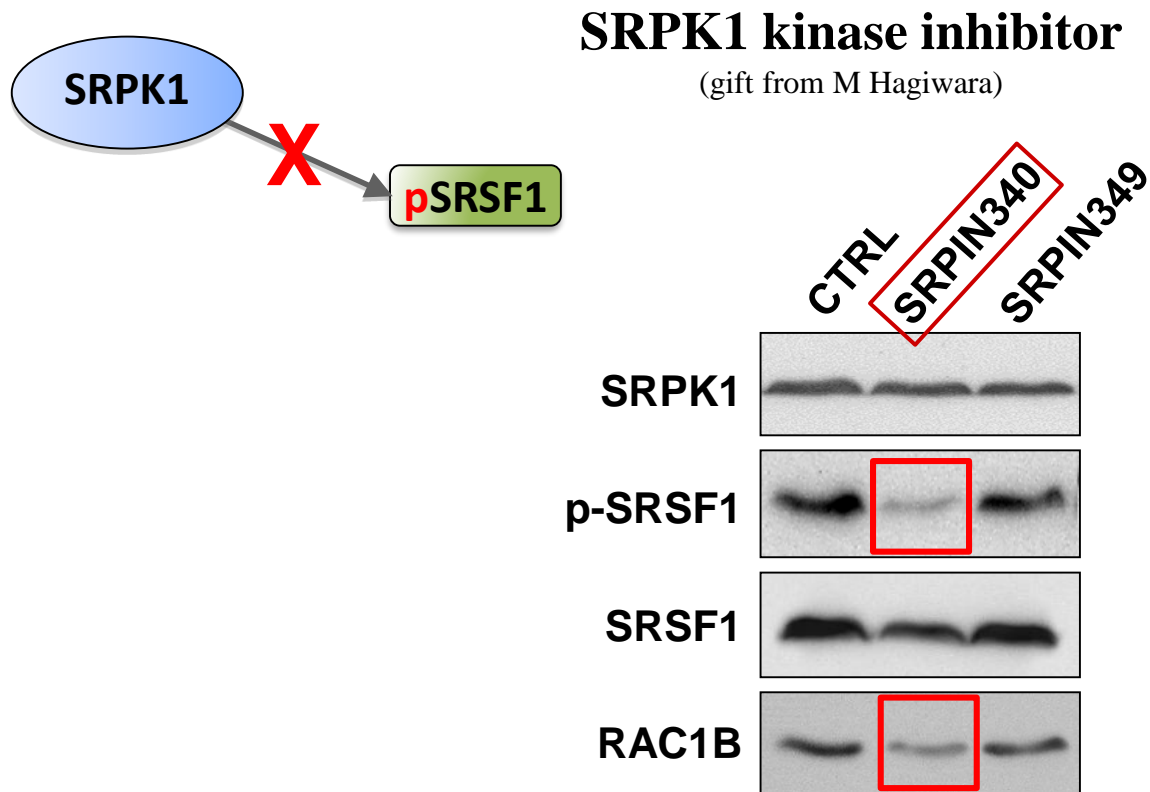 SRPK1 kinase inhibitor
(gift from M Hagiwara)
SRPK1
X
pSRSF1
CTRL
SRPIN340
SRPIN349
SRPK1
p-SRSF1
SRSF1
RAC1B